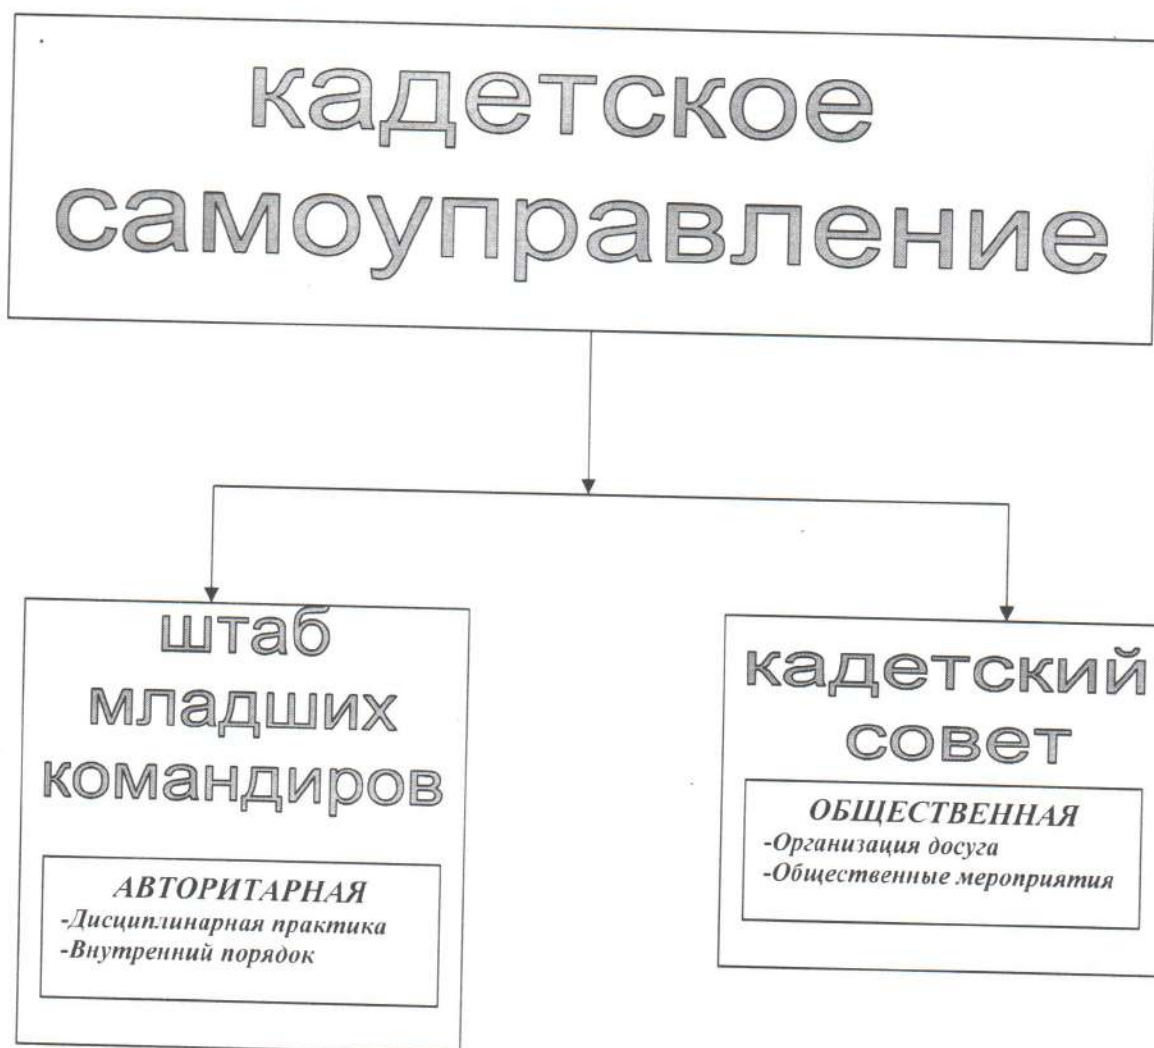 кадетское
самоуправление
штаб
младших
командиров
АВТОРИТАРНАЯ
-Дисциплинарная практика
-Внутренний порядок
кадетский
совет
ОБЩЕСТВЕННАЯ
-Организация досуга
-Общественные мероприятия